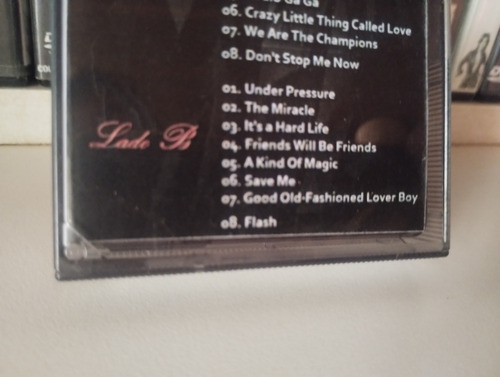 Ga Ga
06. Crazy Little Thing Called Love
07. We Are The Champions
08. Don't Stop Me Now
Lado B
01. Under Pressure
02. The Miracle
03. It's a Hard Life
04. Friends Will Be Friends
05. A Kind Of Magic
06. Save Me
07. Good Old-Fashioned Lover Boy
08. Flash